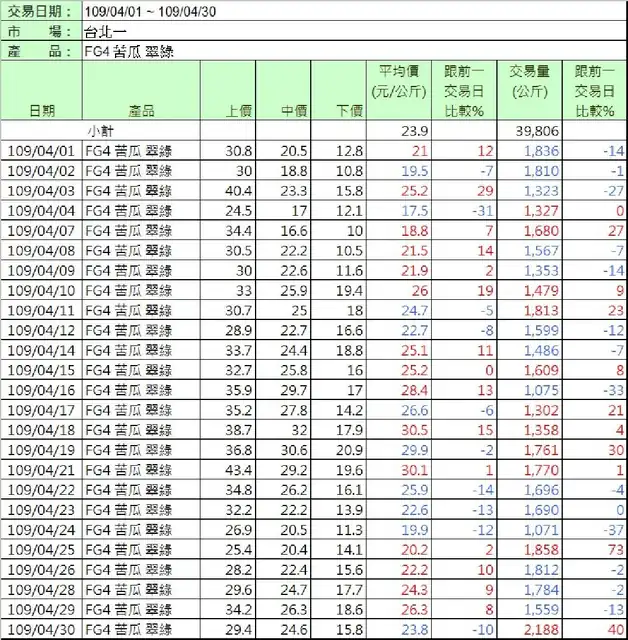 交易日期： 109/04/01 ~ 109/04/30
市 場： 台北一
產 品： FG4 苦瓜 翠綠
日期 產品 上價 中價 下價 平均價 (元/公斤) 跟前一交易日比較% 交易量 (公斤) 跟前一交易日比較%
小計 23.9 39,806
109/04/01 FG4 苦瓜 翠綠 30.8 20.5 12.8 21 12 1,836 -14
109/04/02 FG4 苦瓜 翠綠 30 18.8 10.8 19.5 -7 1,810 -1
109/04/03 FG4 苦瓜 翠綠 40.4 23.3 15.8 25.2 29 1,323 -27
109/04/04 FG4 苦瓜 翠綠 24.5 17 12.1 17.5 -31 1,327 0
109/04/07 FG4 苦瓜 翠綠 34.4 16.6 10 18.8 7 1,680 27
109/04/08 FG4 苦瓜 翠綠 30.5 22.2 10.5 21.5 14 1,567 -7
109/04/09 FG4 苦瓜 翠綠 30 22.6 11.6 21.9 2 1,353 -14
109/04/10 FG4 苦瓜 翠綠 33 25.9 19.4 26 19 1,479 9
109/04/11 FG4 苦瓜 翠綠 30.7 25 18 24.7 -5 1,813 23
109/04/12 FG4 苦瓜 翠綠 28.9 22.7 16.6 22.7 -8 1,599 -12
109/04/14 FG4 苦瓜 翠綠 33.7 24.4 18.8 25.1 11 1,486 -7
109/04/15 FG4 苦瓜 翠綠 32.7 25.8 16 25.2 0 1,609 8
109/04/16 FG4 苦瓜 翠綠 35.9 29.7 17 28.4 13 1,075 -33
109/04/17 FG4 苦瓜 翠綠 35.2 27.8 14.2 26.6 -6 1,302 21
109/04/18 FG4 苦瓜 翠綠 38.7 32 17.9 30.5 15 1,358 4
109/04/19 FG4 苦瓜 翠綠 36.8 30.6 20.9 29.9 -2 1,761 30
109/04/21 FG4 苦瓜 翠綠 43.4 29.2 19.6 30.1 1 1,770 1
109/04/22 FG4 苦瓜 翠綠 34.8 26.2 16.1 25.9 -14 1,696 -4
109/04/23 FG4 苦瓜 翠綠 32.2 22.2 13.9 22.6 -13 1,690 0
109/04/24 FG4 苦瓜 翠綠 26.9 20.5 11.3 19.9 -12 1,071 -37
109/04/25 FG4 苦瓜 翠綠 25.4 20.4 14.1 20.2 2 1,858 73
109/04/26 FG4 苦瓜 翠綠 28.2 22.4 15.6 22.2 10 1,812 -2
109/04/28 FG4 苦瓜 翠綠 29.6 24.7 17.7 24.3 9 1,784 -2
109/04/29 FG4 苦瓜 翠綠 34.2 26.3 18.6 26.3 8 1,559 -13
109/04/30 FG4 苦瓜 翠綠 29.4 24.6 15.8 23.8 -10 2,188 40